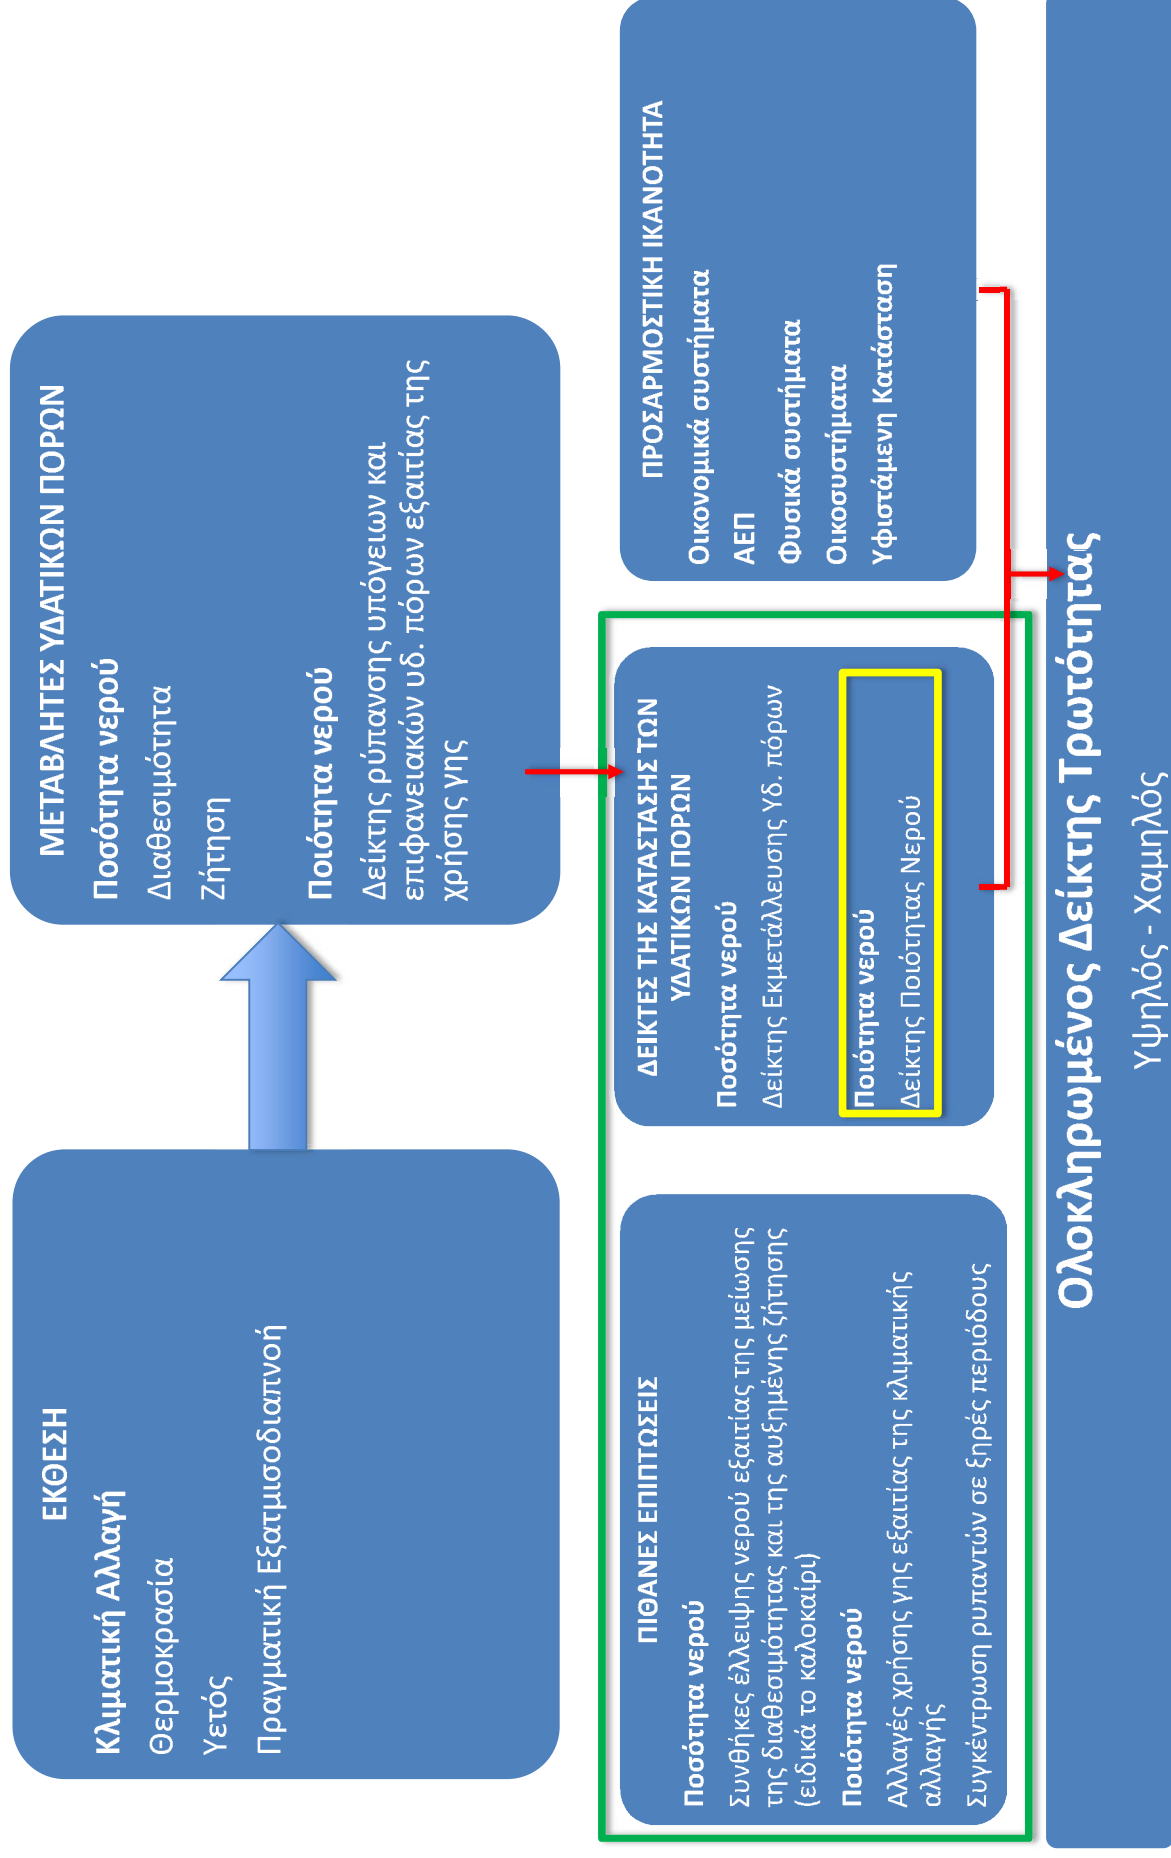 ΕΚΘΕΣΗ
Κλιματική Αλλαγή
Θερμοκρασία
Υετός
Πραγματική Εξατμισοδιαπνοή
ΜΕΤΑΒΛΗΤΕΣ ΥΔΑΤΙΚΩΝ ΠΟΡΩΝ
Ποσότητα νερού
Διαθεσιμότητα
Ζήτηση
Ποιότητα νερού
Δείκτης ρύπανσης υπόγειων και
επιφανειακών υδ. πόρων εξαιτίας της
χρήσης γης
ΠΙΘΑΝΕΣ ΕΠΙΠΤΩΣΕΙΣ
Ποσότητα νερού
Συνθήκες έλλειψης νερού εξαιτίας της μείωσης
της διαθεσιμότητας και της αυξημένης ζήτησης
(ειδικά το καλοκαίρι)
Ποιότητα νερού
Αλλαγές χρήσης γης εξαιτίας της κλιματικής
αλλαγής
Συγκέντρωση ρυπαντών σε ξηρές περιόδους
ΔΕΙΚΤΕΣ ΤΗΣ ΚΑΤΑΣΤΑΣΗΣ ΤΩΝ
ΥΔΑΤΙΚΩΝ ΠΟΡΩΝ
Ποσότητα νερού
Δείκτης Εκμετάλλευσης Υδ. πόρων
Ποιότητα νερού
Δείκτης Ποιότητας Νερού
ΠΡΟΣΑΡΜΟΣΤΙΚΗ ΙΚΑΝΟΤΗΤΑ
Οικονομικά συστήματα
ΑΕΠ
Φυσικά συστήματα
Οικοσυστήματα
Υφιστάμενη Κατάσταση
Ολοκληρωμένος Δείκτης Τρωτότητας
Υψηλός - Χαμηλός